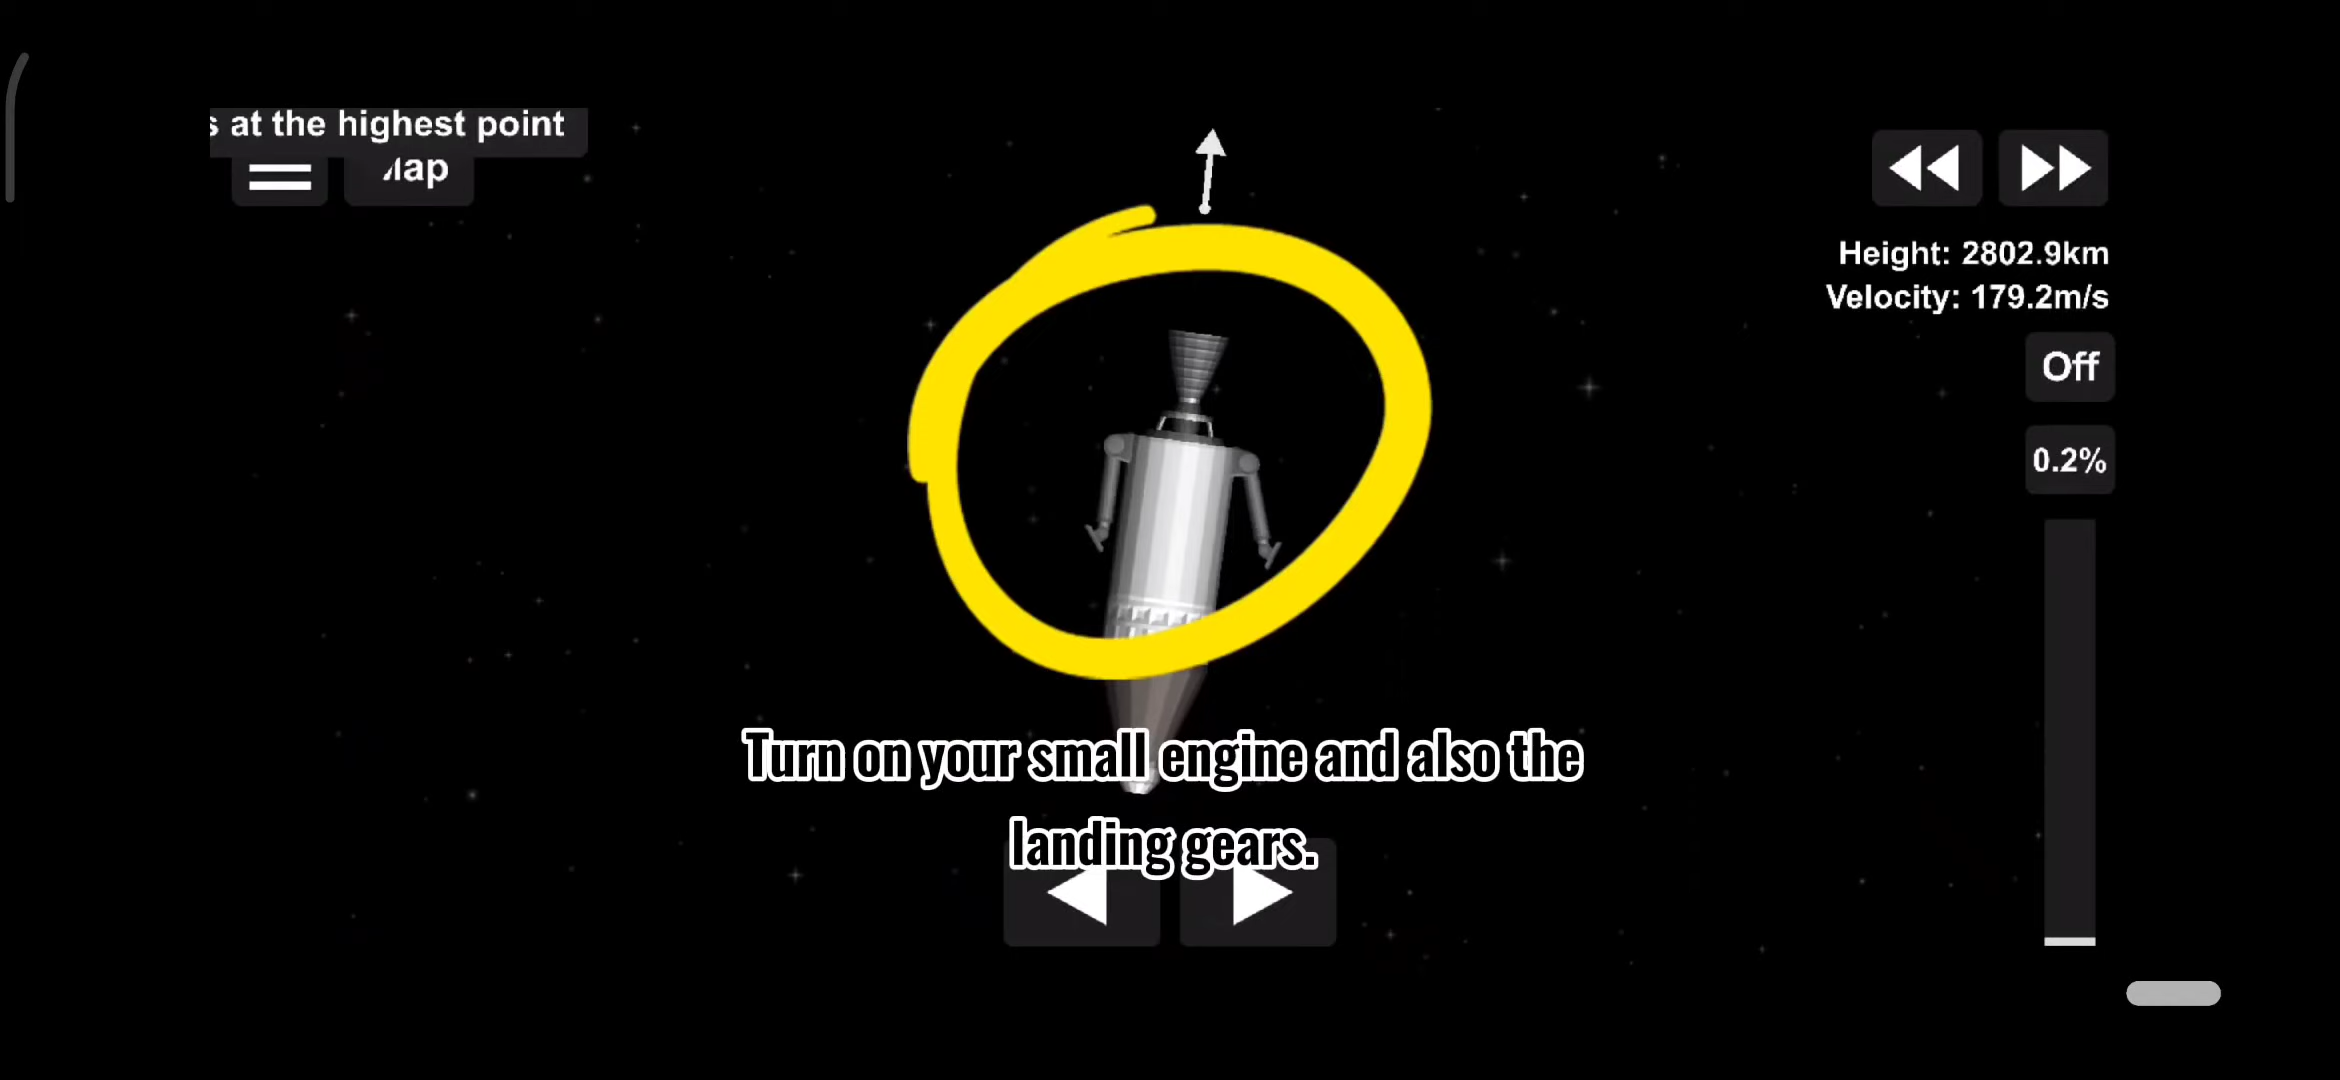 at the highest point
Height: 2802.9km
Velocity: 179.2m/s
Off
0.2%
Turn on your small engine and also the
landing gears.